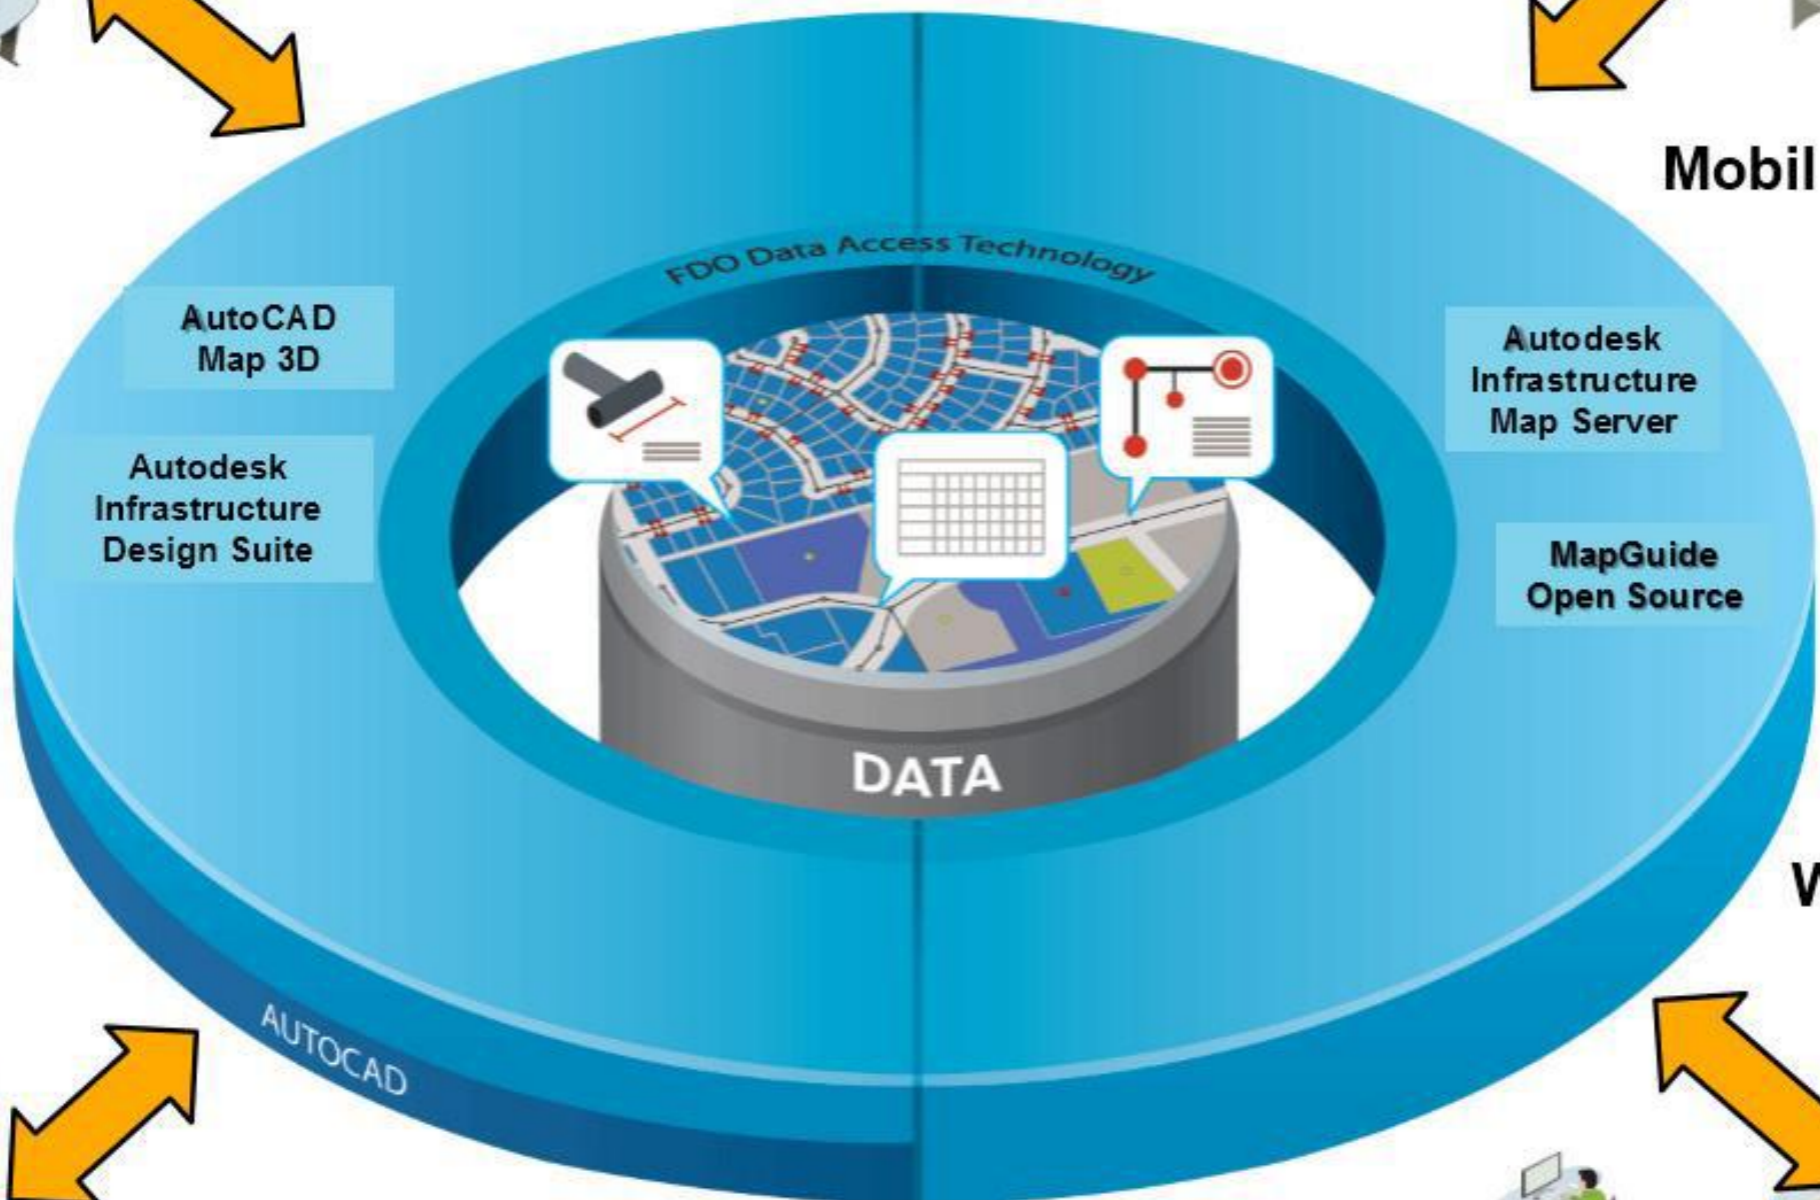 Mobil
FDO Data Access Technology
AutoCAD
Map 3D
Autodesk
Infrastructure
Design Suite
Autodesk
Infrastructure
Map Server
MapGuide
Open Source
DATA
AUTOCAD